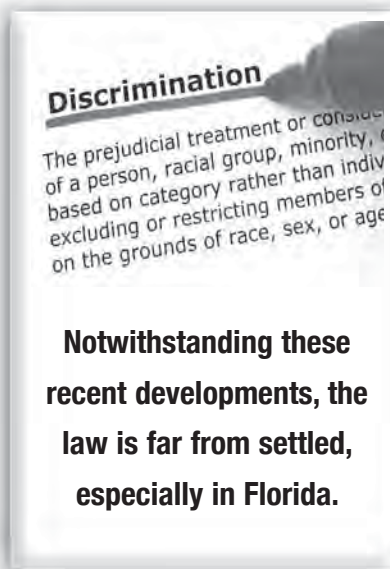 Discrimination
The prejudicial treatment or
of a person, racial group, minority,
based on category rather than
excluding or restricting members of
on the grounds of race, sex, or age
Notwithstanding these
recent developments, the
law is far from settled,
especially in Florida.